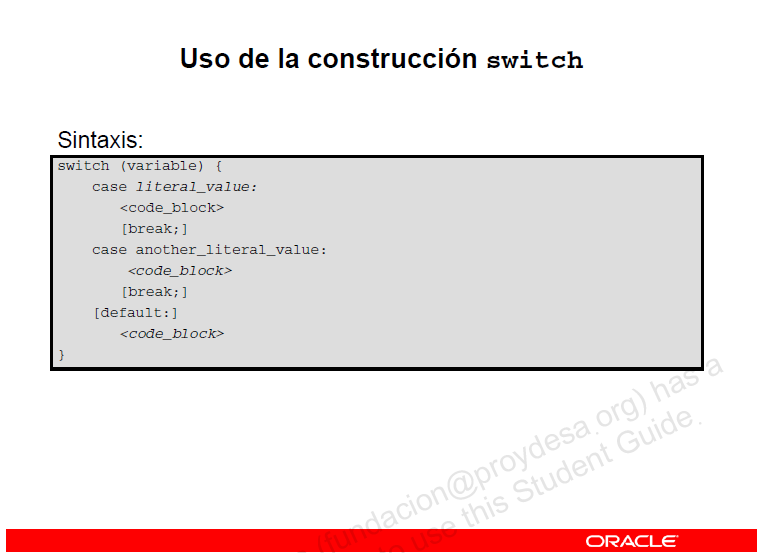 Uso de la construcción switch
Sintaxis:
switch (variable) {
case literal_value:
<code_block>
[break;]
case another_literal_value:
<code_block>
[break;]
[default:]
<code_block>
}
(fundacion@proydesa.org) has a
use this Student Guide.
ORACLE